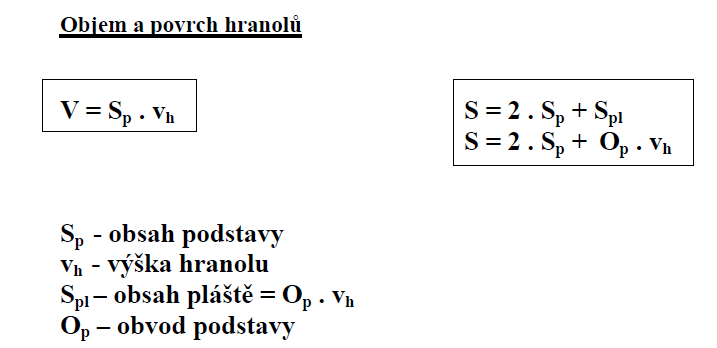 Objem a povrch hranolů
V = Sp . vh
S = 2 . Sp + Spl
S = 2 . Sp + Op . vh
Sp - obsah podstavy
vh - výška hranolu
Spl – obsah pláště = Op . vh
Op – obvod podstavy